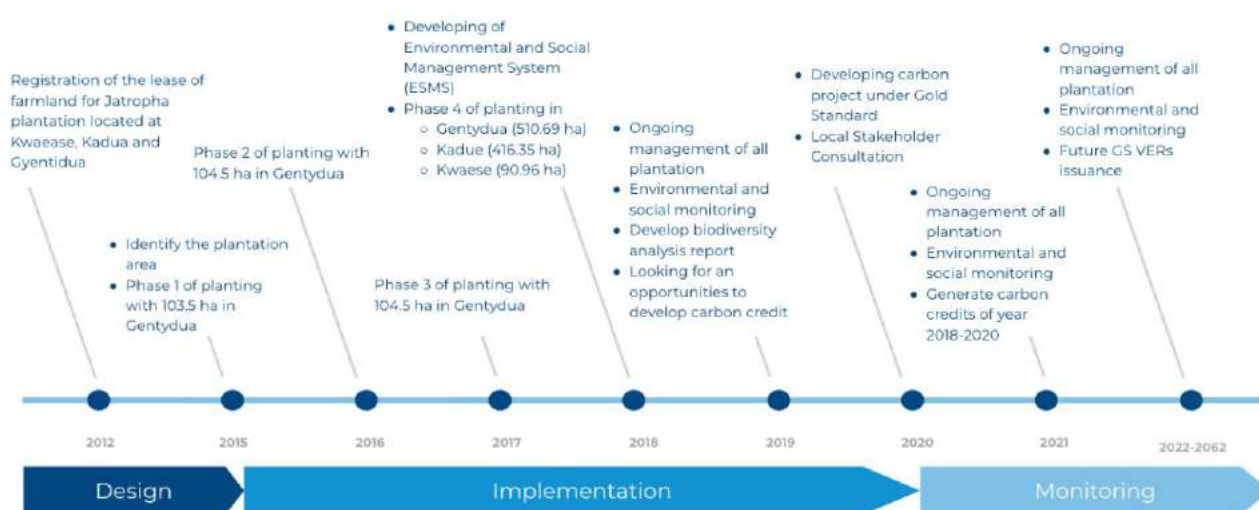 Registration of the lease of
farmland for Jatropha
plantation located at
Kwaease, Kadua and
Gyentidua
• Identify the plantation
area
• Phase 1 of planting
with 103.5 ha in
Gentydua
Phase 2 of planting with
104.5 ha in Gentydua
Phase 3 of planting with
104.5 ha in Gentydua
• Developing of
Environmental and Social
Management System
(ESMS)
• Phase 4 of planting in
○ Gentydua (510.69 ha)
○ Kadue (416.35 ha)
○ Kwaese (90.96 ha)
• Ongoing
management of all
plantation
• Environmental and
social monitoring
• Develop biodiversity
analysis report
• Looking for an
opportunities to
develop carbon credit
• Developing carbon
project under Gold
Standard
• Local Stakeholder
Consultation
• Ongoing
management of all
plantation
• Environmental and
social monitoring
• Generate carbon
credits of year
2018-2020
• Ongoing
management of all
plantation
• Environmental and
social monitoring
• Future GS VERs
issuance
2012
2015
2016
2017
2018
2019
2020
2021
2022-2062
Design
Implementation
Monitoring